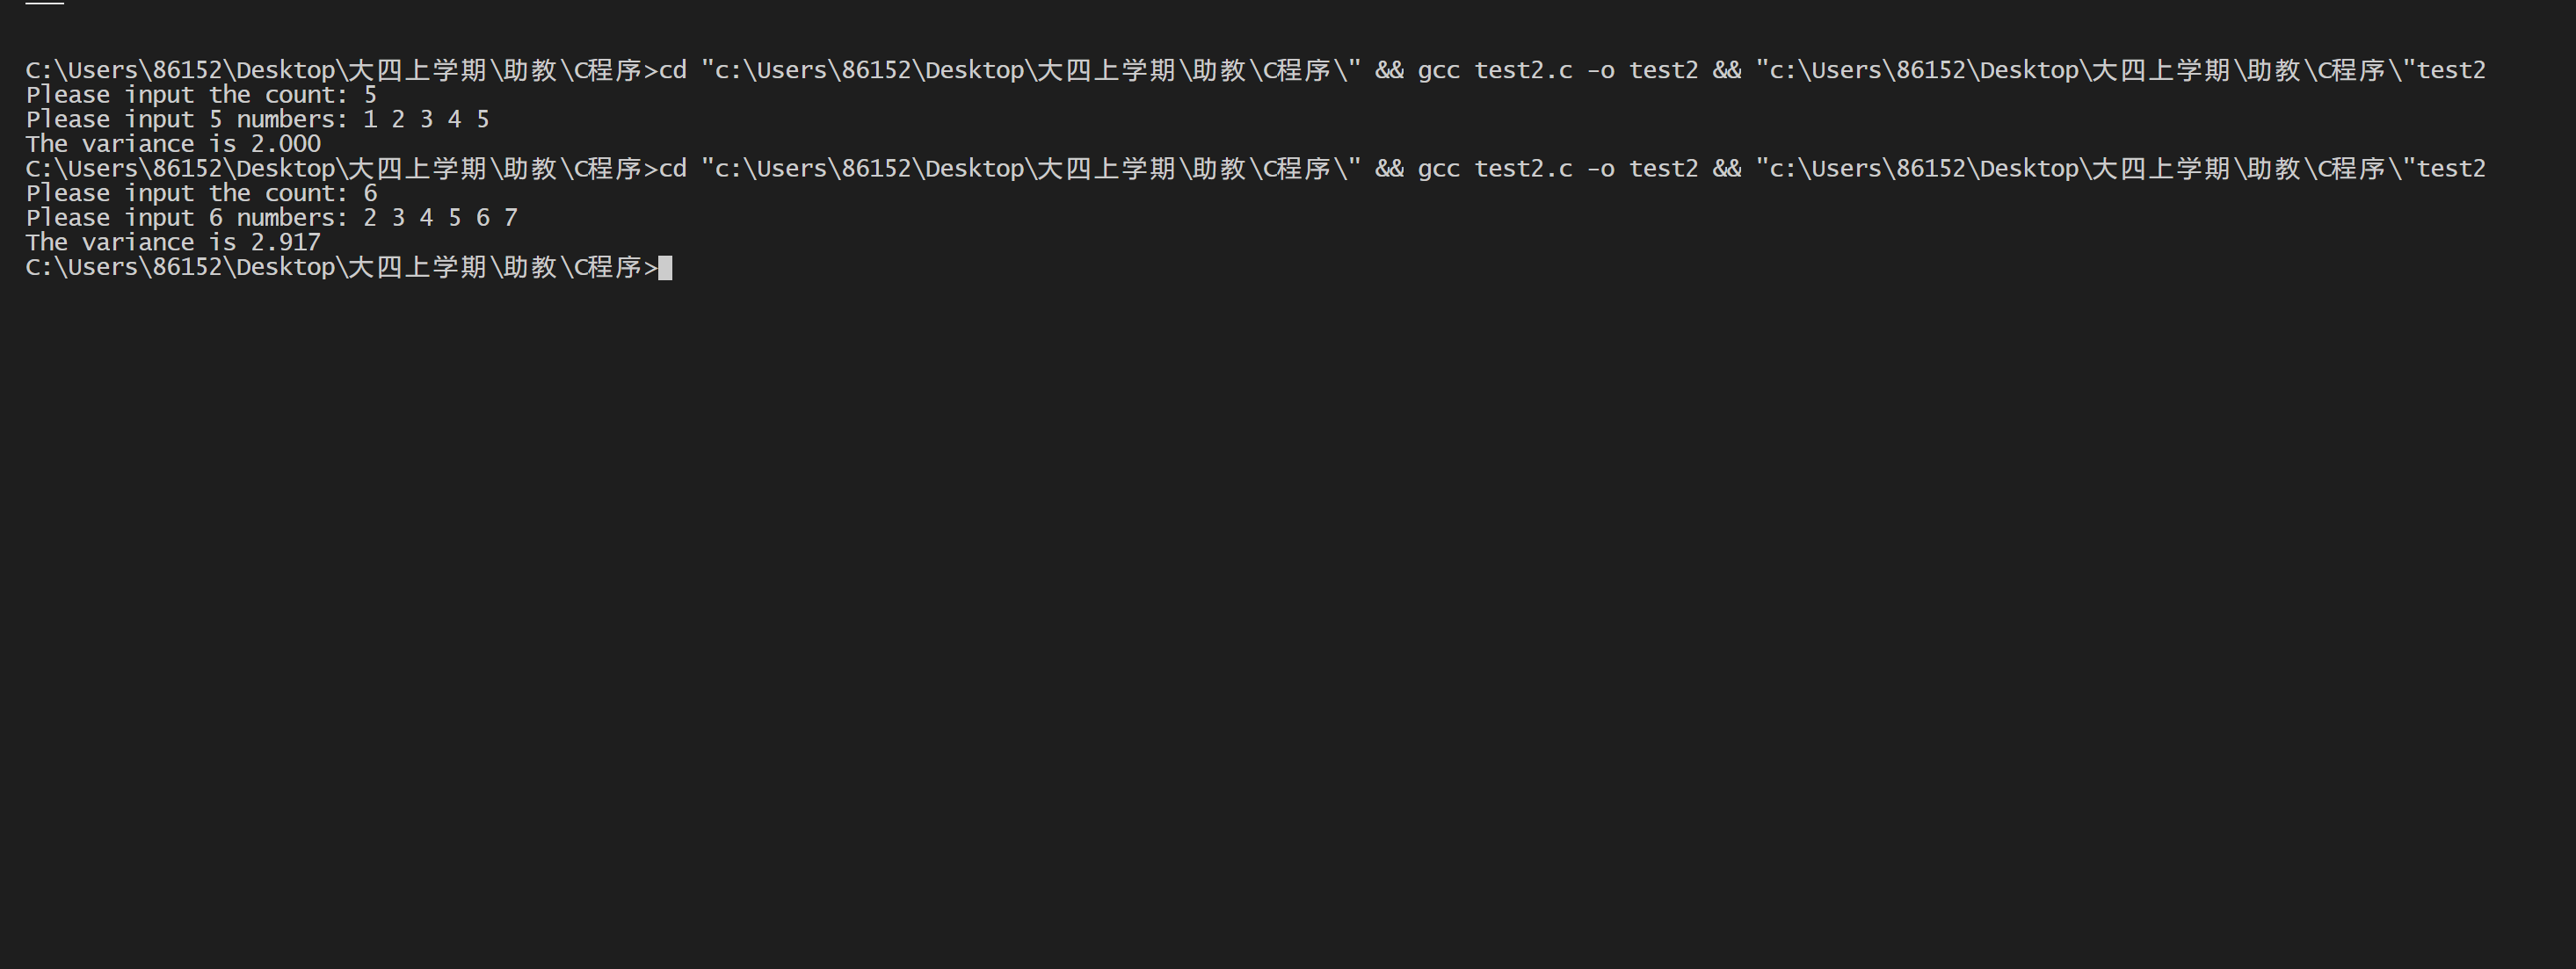 C:\Users\86152\Desktop\大四上学期\助教\C程序>cd "c:\Users\86152\Desktop\大四上学期\助教\C程序\" && gcc test2.c -o test2 && "c:\Users\86152\Desktop\大四上学期\助教\C程序\"test2
Please input the count: 5
Please input 5 numbers: 1 2 3 4 5
The variance is 2.000
C:\Users\86152\Desktop\大四上学期\助教\C程序>cd "c:\Users\86152\Desktop\大四上学期\助教\C程序\" && gcc test2.c -o test2 && "c:\Users\86152\Desktop\大四上学期\助教\C程序\"test2
Please input the count: 6
Please input 6 numbers: 2 3 4 5 6 7
The variance is 2.917
C:\Users\86152\Desktop\大四上学期\助教\C程序>